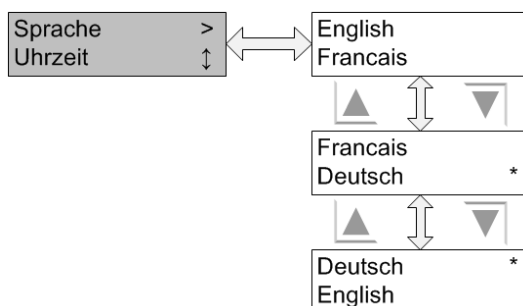 Sprache >
Uhrzeit ↕
English
Francais
Francais
Deutsch *
Deutsch *
English